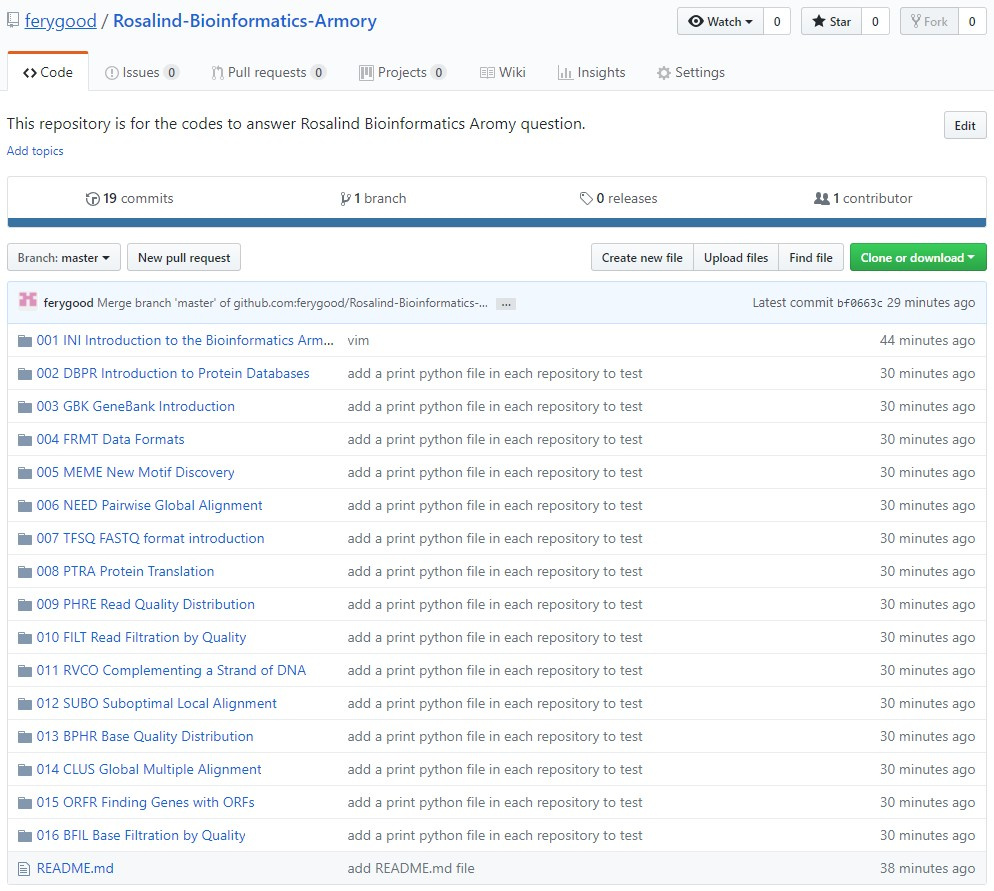 ferygood / Rosalind-Bioinformatics-Armory Watch 0 Star 0 Fork 0
Code Issues 0 Pull requests 0 Projects 0 Wiki Insights Settings
This repository is for the codes to answer Rosalind Bioinformatics Aromy question. Edit
Add topics
19 commits 1 branch 0 releases 1 contributor
Branch: master New pull request Create new file Upload files Find file Clone or download
ferygood Merge branch 'master' of github.com:ferygood/Rosalind-Bioinformatics-... ... Latest commit bf0663c 29 minutes ago
001 INI Introduction to the Bioinformatics Arm... vim 44 minutes ago
002 DBPR Introduction to Protein Databases add a print python file in each repository to test 30 minutes ago
003 GBK GeneBank Introduction add a print python file in each repository to test 30 minutes ago
004 FRMT Data Formats add a print python file in each repository to test 30 minutes ago
005 MEME New Motif Discovery add a print python file in each repository to test 30 minutes ago
006 NEED Pairwise Global Alignment add a print python file in each repository to test 30 minutes ago
007 TFSQ FASTQ format introduction add a print python file in each repository to test 30 minutes ago
008 PTRA Protein Translation add a print python file in each repository to test 30 minutes ago
009 PHRE Read Quality Distribution add a print python file in each repository to test 30 minutes ago
010 FILT Read Filtration by Quality add a print python file in each repository to test 30 minutes ago
011 RVCO Complementing a Strand of DNA add a print python file in each repository to test 30 minutes ago
012 SUBO Suboptimal Local Alignment add a print python file in each repository to test 30 minutes ago
013 BPHR Base Quality Distribution add a print python file in each repository to test 30 minutes ago
014 CLUS Global Multiple Alignment add a print python file in each repository to test 30 minutes ago
015 ORFR Finding Genes with ORFs add a print python file in each repository to test 30 minutes ago
016 BFIL Base Filtration by Quality add a print python file in each repository to test 30 minutes ago
README.md add README.md file 38 minutes ago